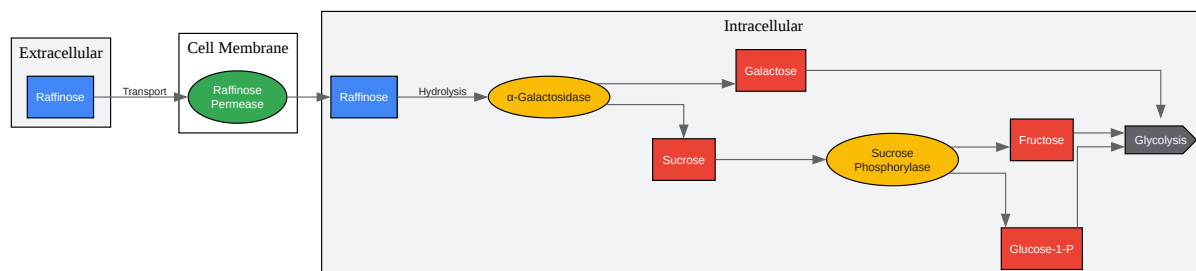 Extracellular
Raffinose
Transport
Cell Membrane
Raffinose
Permease
Intracellular
Raffinose
Hydrolysis
α-Galactosidase
Galactose
Sucrose
Sucrose
Phosphorylase
Fructose
Glucose-1-P
Glycolysis